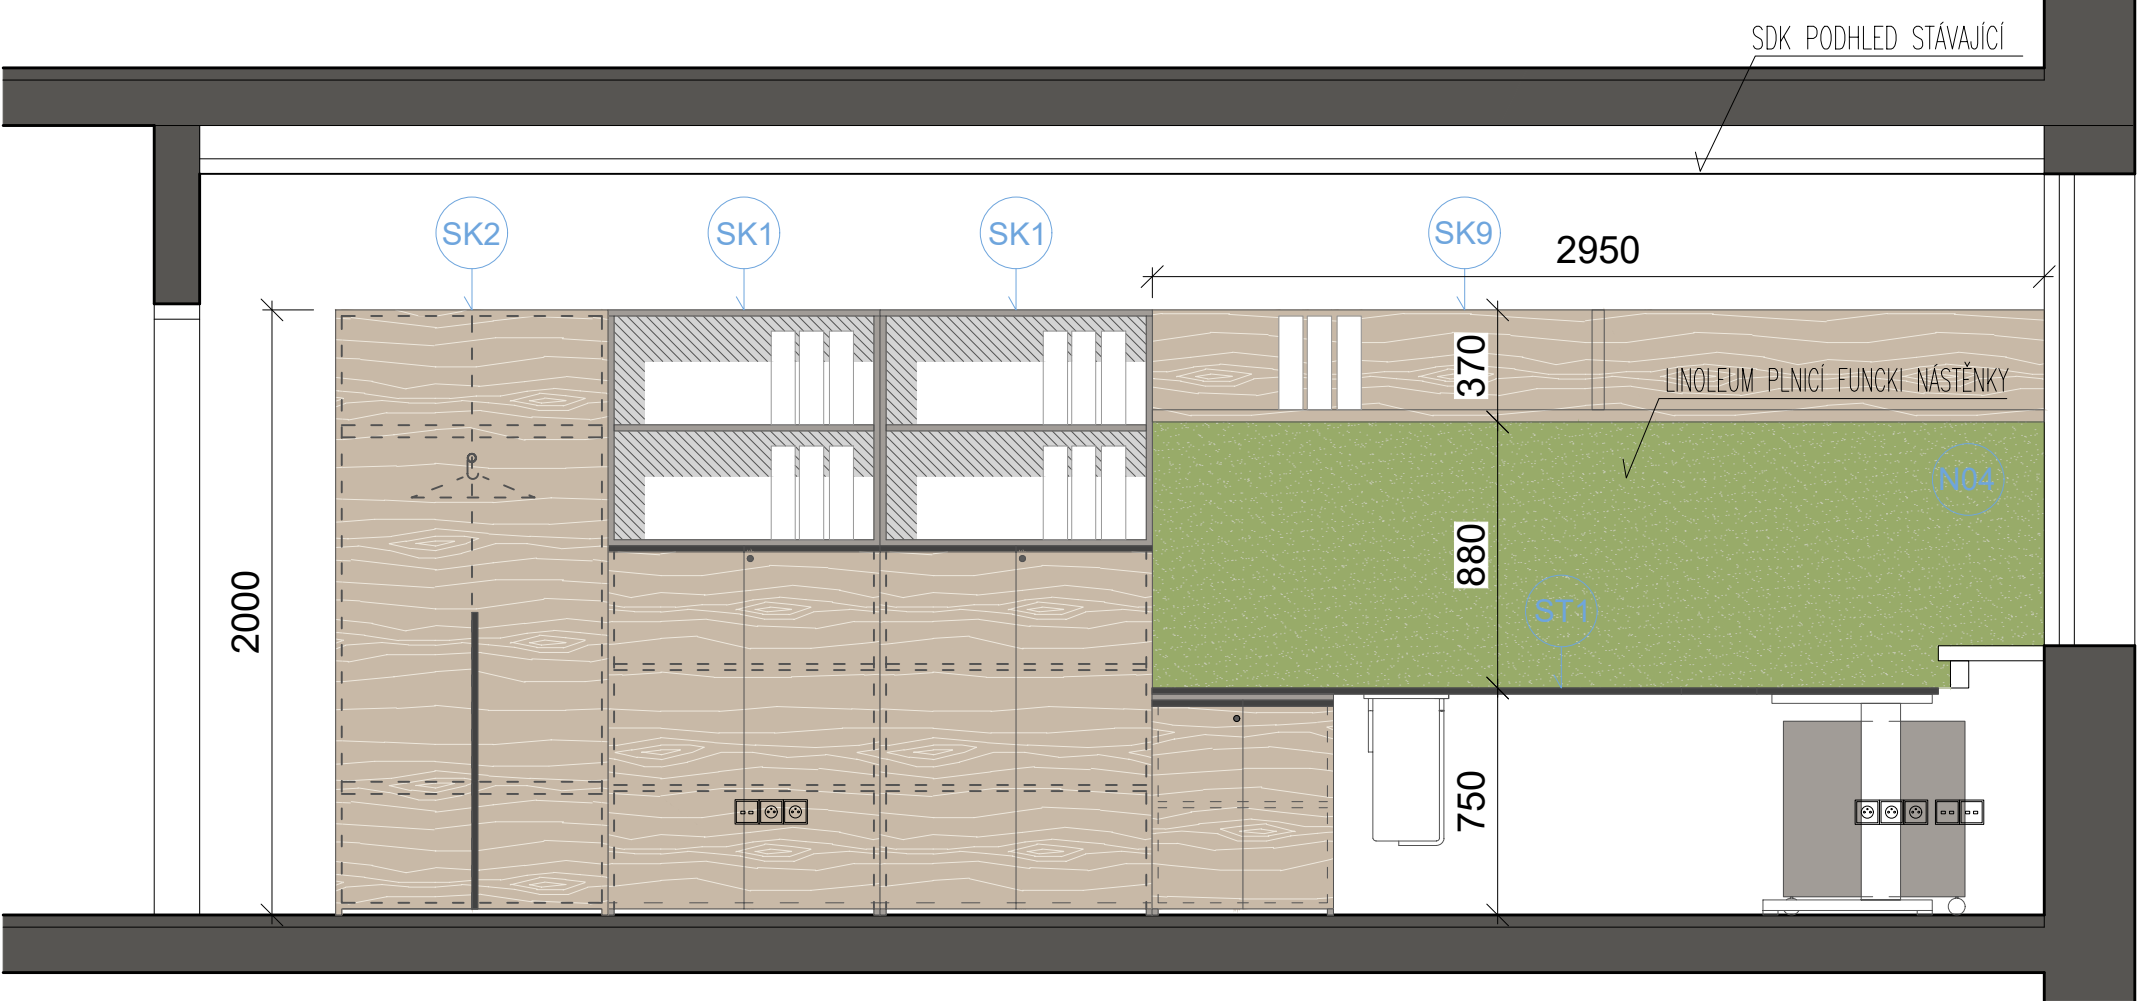 SDK PODHLED STÁVAJÍCÍ
SK2
SK1
SK1
SK9
2950
370
LINOLEUM PLNICÍ FUNCKI NÁSTĚNKY
N04
880
ST1
2000
750